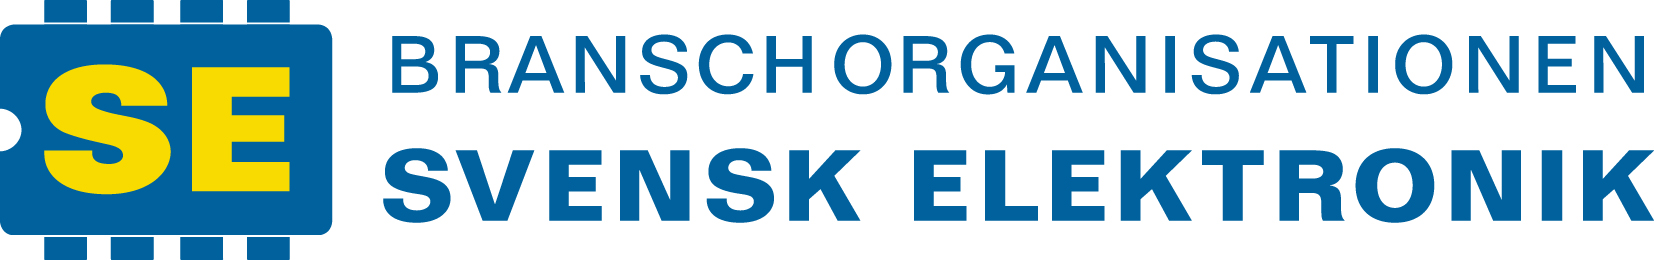 SE
BRANSCHORGANISATIONEN
SVENSK ELEKTRONIK